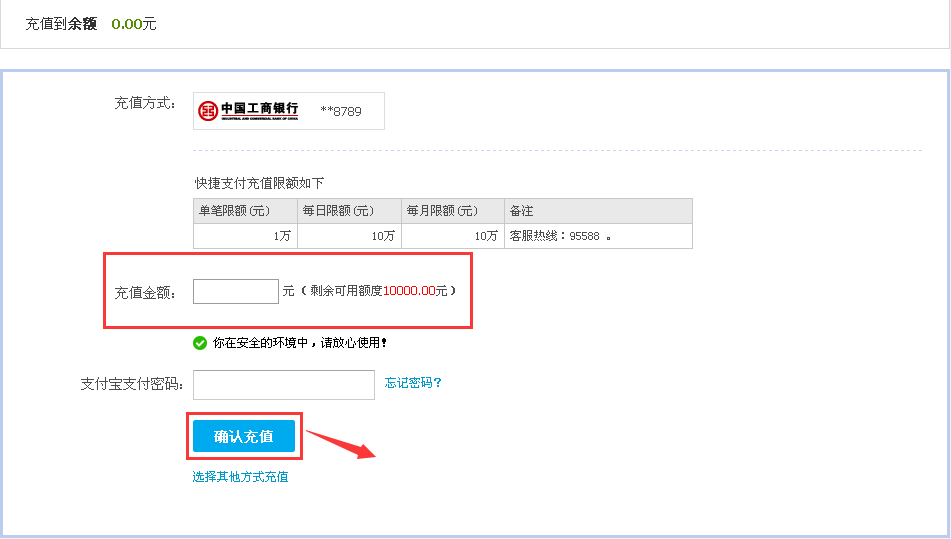 充值到余额 0.00元
充值方式： 中国工商银行 **8789
INDUSTRIAL AND COMMERCIAL BANK OF CHINA
快捷支付充值限额如下
单笔限额(元) 每日限额(元) 每月限额(元) 备注
1万 10万 10万 客服热线：95588 。
充值金额： 元（剩余可用额度10000.00元）
你在安全的环境中，请放心使用！
支付宝支付密码： 忘记密码？
确认充值
选择其他方式充值